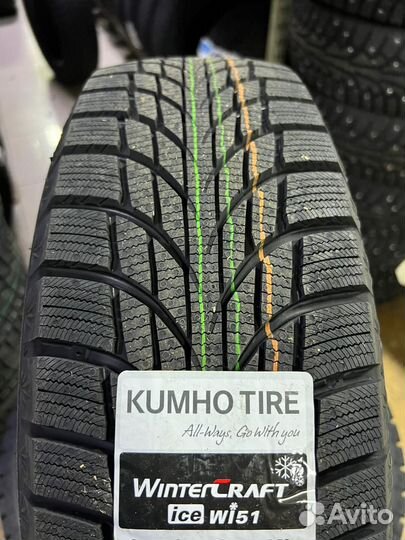 KUMHO TIRE
All-Ways, Go With you
WINTERCRAFT
ice Wi51
Avito